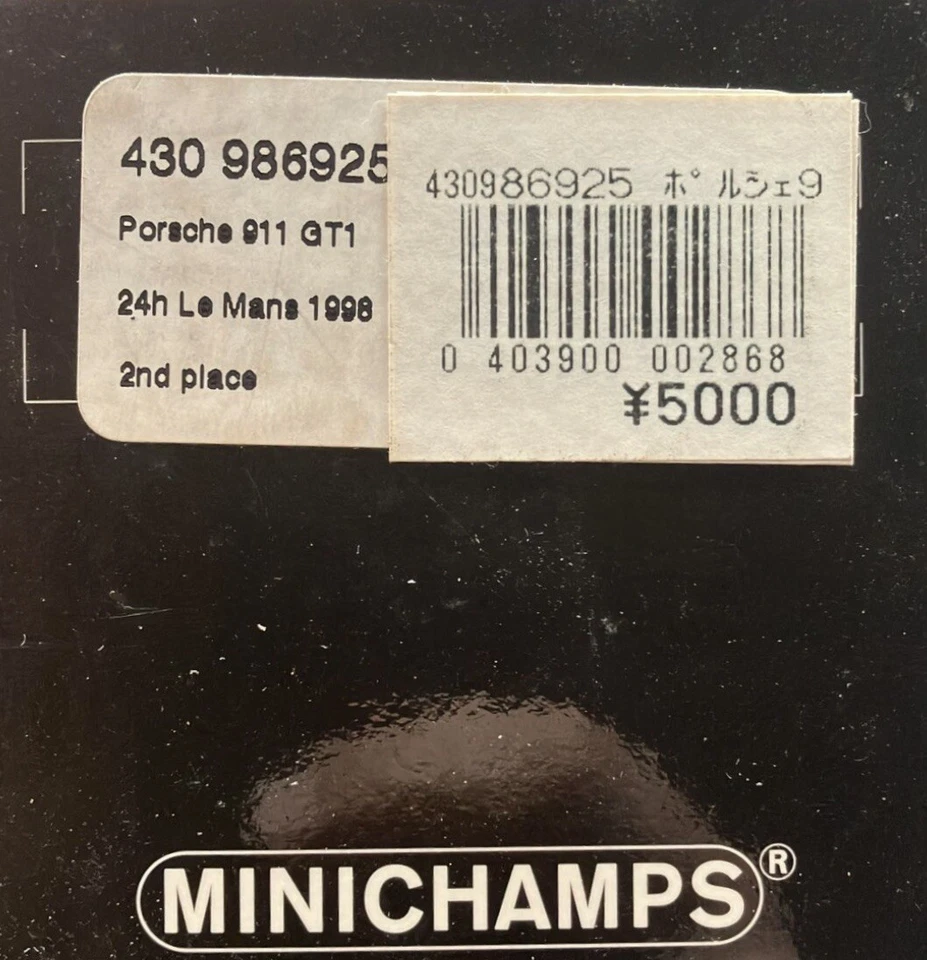 430 986925
Porsche 911 GT1
24h Le Mans 1998
2nd place
430986925 ポルシェ9
0 403900 002868
¥5000
MINICHAMPS®